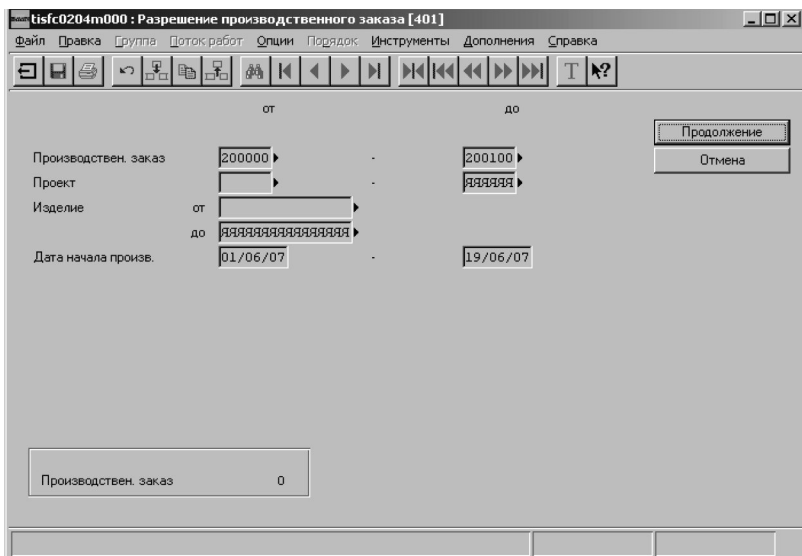 tisfc0204m000 : Разрешение производственного заказа [401]
Файл Правка Группа Поток работ Опции Порядок Инструменты Дополнения Справка
T ?
от до
Продолжение
Производствен. заказ 200000 - 200100
Отмена
Проект - ЯЯЯЯЯЯ
Изделие от
до ЯЯЯЯЯЯЯЯЯЯЯЯЯЯЯЯ
Дата начала произв. 01/06/07 - 19/06/07
Производствен. заказ 0